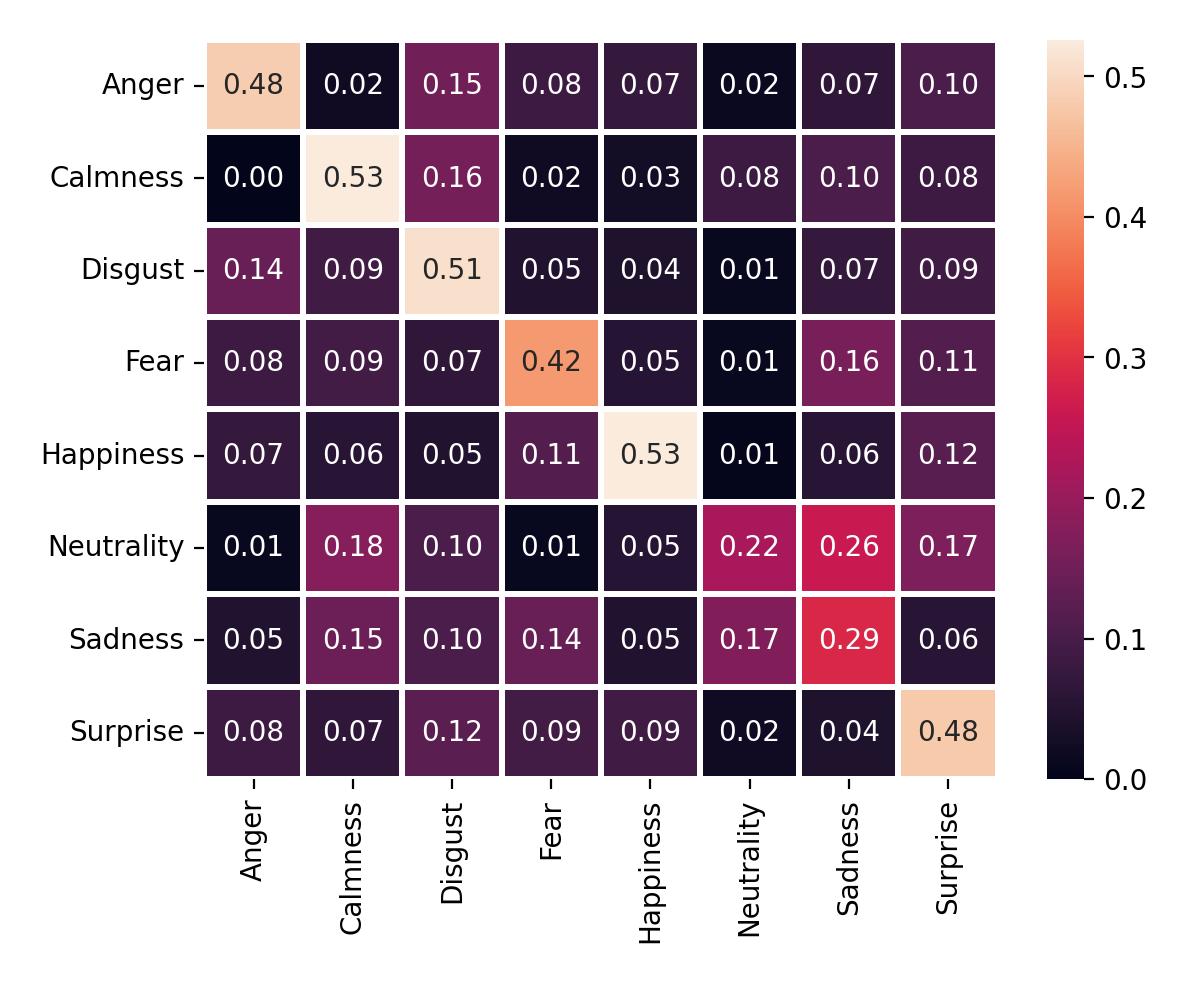 Anger 0.48 0.02 0.15 0.08 0.07 0.02 0.07 0.10
Calmness 0.00 0.53 0.16 0.02 0.03 0.08 0.10 0.08
Disgust 0.14 0.09 0.51 0.05 0.04 0.01 0.07 0.09
Fear 0.08 0.09 0.07 0.42 0.05 0.01 0.16 0.11
Happiness 0.07 0.06 0.05 0.11 0.53 0.01 0.06 0.12
Neutrality 0.01 0.18 0.10 0.01 0.05 0.22 0.26 0.17
Sadness 0.05 0.15 0.10 0.14 0.05 0.17 0.29 0.06
Surprise 0.08 0.07 0.12 0.09 0.09 0.02 0.04 0.48
Anger Calmness Disgust Fear Happiness Neutrality Sadness Surprise
0.5
0.4
0.3
0.2
0.1
0.0